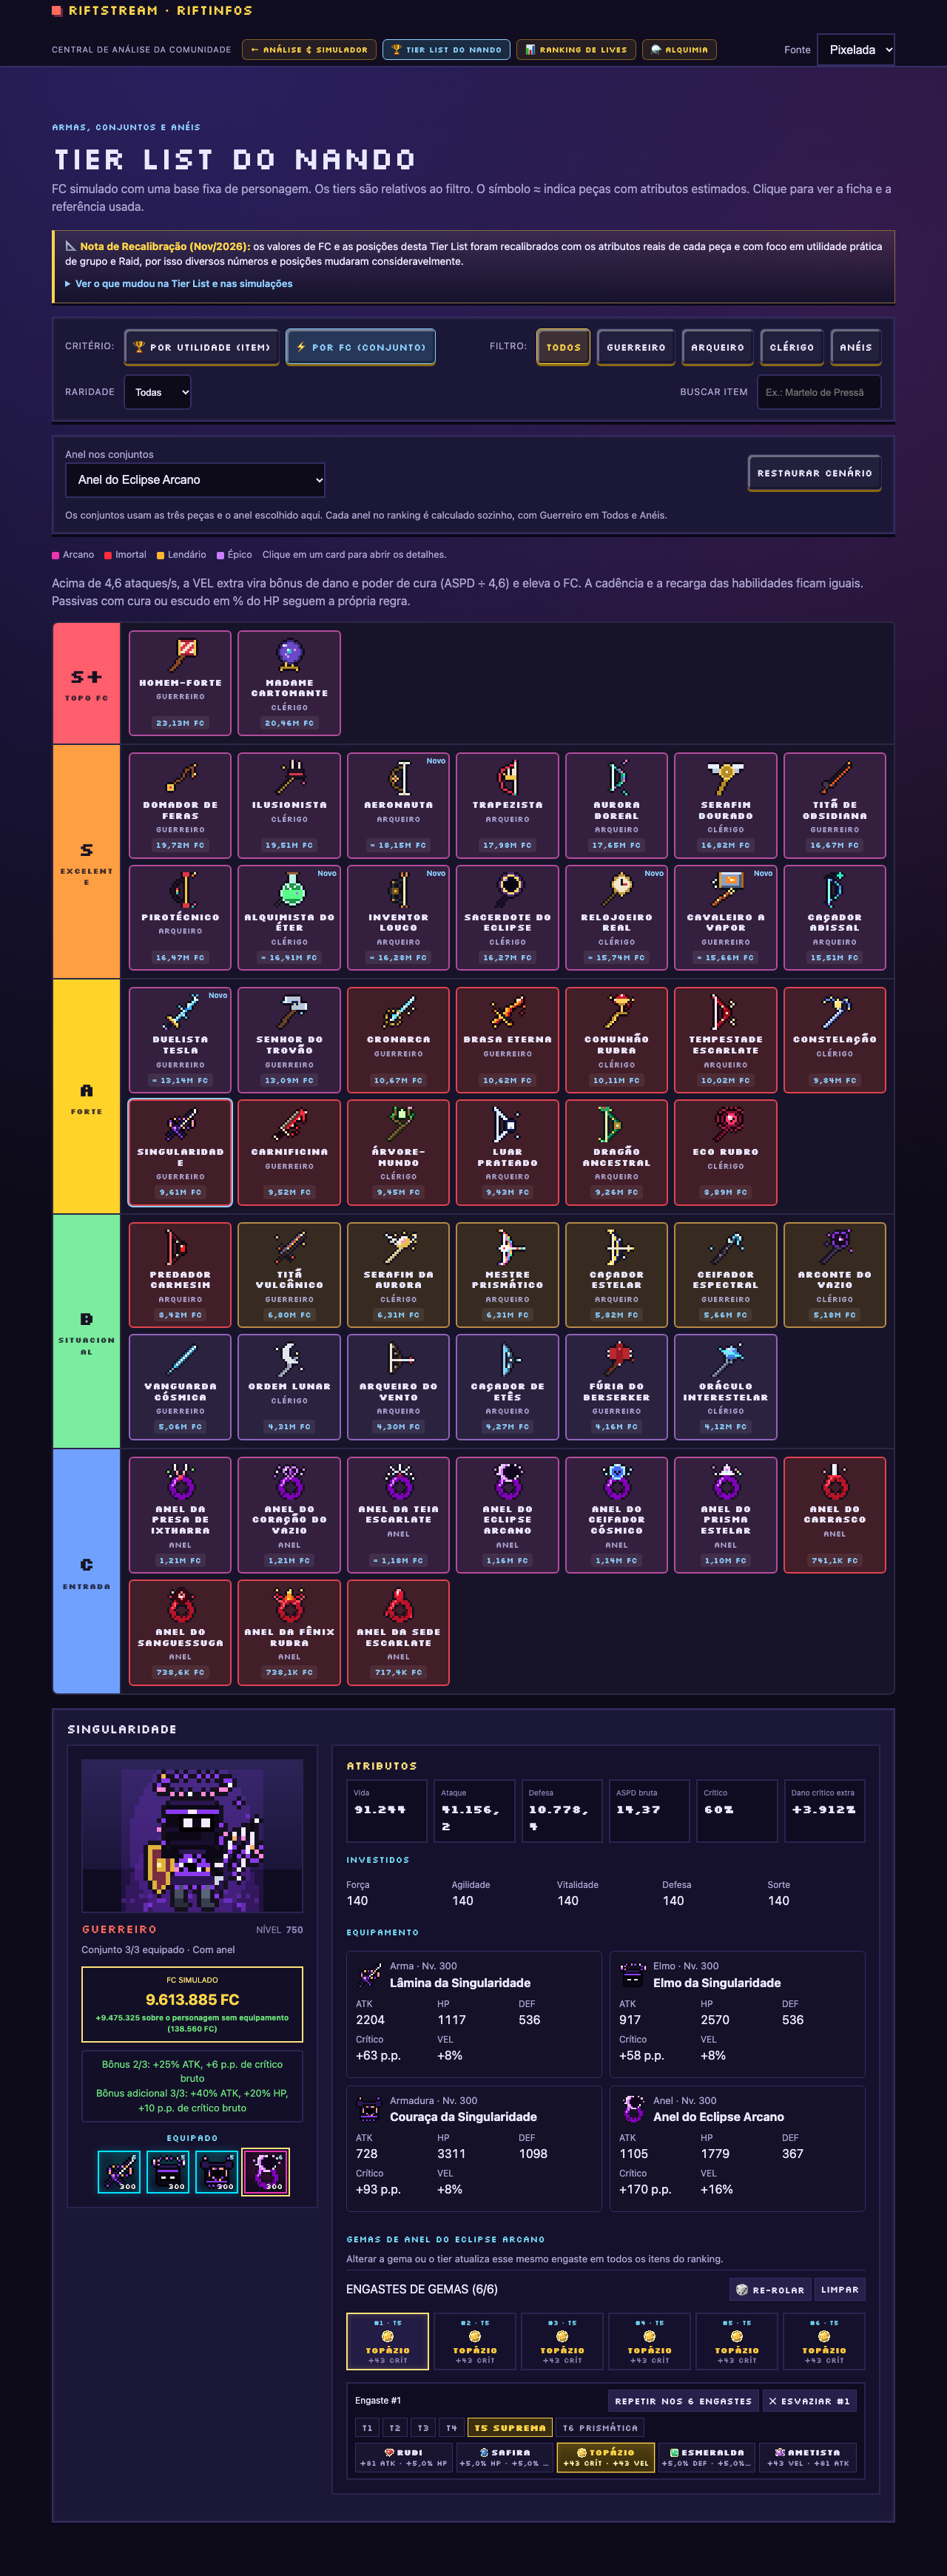 RIFTSTREAM · RIFTINFOS
CENTRAL DE ANÁLISE DA COMUNIDADE
← ANÁLISE & SIMULADOR
TIER LIST DO NANDO
RANKING DE LIVES
ALQUIMIA
Fonte
Pixelada
ARMAS, CONJUNTOS E ANÉIS
TIER LIST DO NANDO
FC simulado com uma base fixa de personagem. Os tiers são relativos ao filtro. O símbolo ≈ indica peças com atributos estimados. Clique para ver a ficha e a
referência usada.
Nota de Recalibração (Nov/2026): os valores de FC e as posições desta Tier List foram recalibrados com os atributos reais de cada peça e com foco em utilidade prática
de grupo e Raid, por isso diversos números e posições mudaram consideravelmente.
▶ Ver o que mudou na Tier List e nas simulações
CRITÉRIO:
POR UTILIDADE (ITEM)
POR FC (CONJUNTO)
FILTRO:
TODOS
GUERREIRO
ARQUEIRO
CLÉRIGO
ANÉIS
RARIDADE
Todas
BUSCAR ITEM
Ex.: Martelo de Pressã
Anel nos conjuntos
Anel do Eclipse Arcano
RESTAURAR CENÁRIO
Os conjuntos usam as três peças e o anel escolhido aqui. Cada anel no ranking é calculado sozinho, com Guerreiro em Todos e Anéis.
Arcano
Imortal
Lendário
Épico
Clique em um card para abrir os detalhes.
Acima de 4,6 ataques/s, a VEL extra vira bônus de dano e poder de cura (ASPD ÷ 4,6) e eleva o FC. A cadência e a recarga das habilidades ficam iguais.
Passivas com cura ou escudo em % do HP seguem a própria regra.
S+
TOPO FC
HOMEM-FORTE
GUERREIRO
23,13M FC
MADAME
CARTOMANTE
CLÉRIGO
20,46M FC
S
EXCELENT
E
DOMADOR DE
FERAS
GUERREIRO
19,72M FC
ILUSIONISTA
CLÉRIGO
19,51M FC
Novo
AERONAUTA
ARQUEIRO
≈ 18,15M FC
TRAPEZISTA
ARQUEIRO
17,98M FC
AURORA
BOREAL
ARQUEIRO
17,65M FC
SERAFIM
DOURADO
CLÉRIGO
16,82M FC
TITÃ DE
OBSIDIANA
GUERREIRO
16,67M FC
PIROTÉCNICO
ARQUEIRO
16,47M FC
Novo
ALQUIMISTA DO
ÉTER
CLÉRIGO
≈ 16,41M FC
Novo
INVENTOR
LOUCO
ARQUEIRO
≈ 16,28M FC
SACERDOTE DO
ECLIPSE
CLÉRIGO
16,27M FC
Novo
RELOJOEIRO
REAL
CLÉRIGO
≈ 15,74M FC
Novo
CAVALEIRO A
VAPOR
GUERREIRO
≈ 15,66M FC
CAÇADOR
ABISSAL
ARQUEIRO
15,51M FC
A
FORTE
Novo
DUELISTA
TESLA
GUERREIRO
≈ 13,14M FC
SENHOR DO
TROVÃO
GUERREIRO
13,09M FC
CRONARCA
GUERREIRO
10,67M FC
BRASA ETERNA
GUERREIRO
10,62M FC
COMUNHÃO
RUBRA
CLÉRIGO
10,11M FC
TEMPESTADE
ESCARLATE
ARQUEIRO
10,02M FC
CONSTELAÇÃO
CLÉRIGO
9,84M FC
SINGULARIDAD
E
GUERREIRO
9,61M FC
CARNIFICINA
GUERREIRO
9,52M FC
ÁRVORE-
MUNDO
CLÉRIGO
9,45M FC
LUAR
PRATEADO
ARQUEIRO
9,43M FC
DRAGÃO
ANCESTRAL
ARQUEIRO
9,26M FC
ECO RUBRO
CLÉRIGO
8,89M FC
B
SITUACION
AL
PREDADOR
CARMESIM
ARQUEIRO
8,42M FC
TITÃ
VULCÂNICO
GUERREIRO
6,80M FC
SERAFIM DA
AURORA
CLÉRIGO
6,31M FC
MESTRE
PRISMÁTICO
ARQUEIRO
6,31M FC
CAÇADOR
ESTELAR
ARQUEIRO
5,82M FC
CEIFADOR
ESPECTRAL
GUERREIRO
5,66M FC
ARCONTE DO
VAZIO
CLÉRIGO
5,18M FC
VANGUARDA
CÓSMICA
GUERREIRO
5,06M FC
ORDEM LUNAR
CLÉRIGO
4,31M FC
ARQUEIRO DO
VENTO
ARQUEIRO
4,30M FC
CAÇADOR DE
ETÉS
ARQUEIRO
4,27M FC
FÚRIA DO
BERSERKER
GUERREIRO
4,16M FC
ORÁCULO
INTERESTELAR
CLÉRIGO
4,12M FC
C
ENTRADA
ANEL DA
PRESA DE
IXTHARRA
ANEL
1,21M FC
ANEL DO
CORAÇÃO DO
VAZIO
ANEL
1,21M FC
ANEL DA TEIA
ESCARLATE
ANEL
≈ 1,18M FC
ANEL DO
ECLIPSE
ARCANO
ANEL
1,16M FC
ANEL DO
CEIFADOR
CÓSMICO
ANEL
1,14M FC
ANEL DO
PRISMA
ESTELAR
ANEL
1,10M FC
ANEL DO
CARRASCO
ANEL
741,1K FC
ANEL DO
SANGUESSUGA
ANEL
738,6K FC
ANEL DA FÊNIX
RUBRA
ANEL
738,1K FC
ANEL DA SEDE
ESCARLATE
ANEL
717,4K FC
SINGULARIDADE
GUERREIRO
NÍVEL 750
Conjunto 3/3 equipado · Com anel
FC SIMULADO
9.613.885 FC
+9.475.325 sobre o personagem sem equipamento
(138.560 FC)
Bônus 2/3: +25% ATK, +6 p.p. de crítico
bruto
Bônus adicional 3/3: +40% ATK, +20% HP,
+10 p.p. de crítico bruto
EQUIPADO
300
300
300
300
ATRIBUTOS
Vida
91.244
Ataque
41.156,
2
Defesa
10.778,
4
ASPD bruta
14,37
Crítico
60%
Dano crítico extra
+3.912%
INVESTIDOS
Força
140
Agilidade
140
Vitalidade
140
Defesa
140
Sorte
140
EQUIPAMENTO
Arma · Nv. 300
Lâmina da Singularidade
ATK
HP
DEF
2204
1117
536
Crítico
VEL
+63 p.p.
+8%
Elmo · Nv. 300
Elmo da Singularidade
ATK
HP
DEF
917
2570
536
Crítico
VEL
+58 p.p.
+8%
Armadura · Nv. 300
Couraça da Singularidade
ATK
HP
DEF
728
3311
1098
Crítico
VEL
+93 p.p.
+8%
Anel · Nv. 300
Anel do Eclipse Arcano
ATK
HP
DEF
1105
1779
367
Crítico
VEL
+170 p.p.
+16%
GEMAS DE ANEL DO ECLIPSE ARCANO
Alterar a gema ou o tier atualiza esse mesmo engaste em todos os itens do ranking.
ENGASTES DE GEMAS (6/6)
RE-ROLAR
LIMPAR
#1 · T5
TOPÁZIO
+43 CRÍT
#2 · T5
TOPÁZIO
+43 CRÍT
#3 · T5
TOPÁZIO
+43 CRÍT
#4 · T5
TOPÁZIO
+43 CRÍT
#5 · T5
TOPÁZIO
+43 CRÍT
#6 · T5
TOPÁZIO
+43 CRÍT
Engaste #1
REPETIR NOS 6 ENGASTES
✕ ESVAZIAR #1
T1
T2
T3
T4
T5 SUPREMA
T6 PRISMÁTICA
RUBI
+81 ATK · +5,0% HP
SAFIRA
+5,0% HP · +5,0% …
TOPÁZIO
+43 CRÍT · +43 VEL
ESMERALDA
+5,0% DEF · +5,0%…
AMETISTA
+43 VEL · +81 ATK